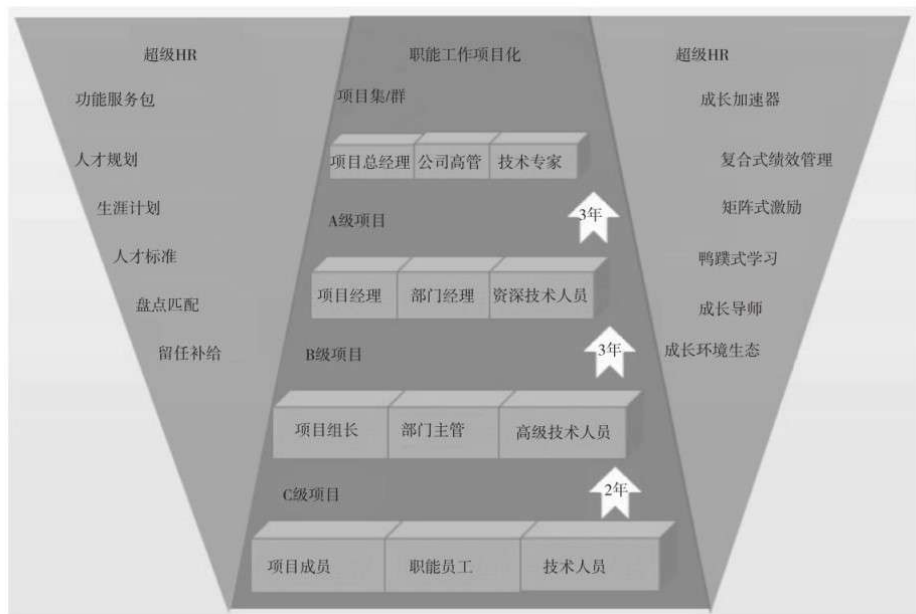 超级HR
功能服务包
人才规划
生涯计划
人才标准
盘点匹配
留任补给
职能工作项目化
项目集/群
项目总经理 公司高管 技术专家
3年
A级项目
项目经理 部门经理 资深技术人员
3年
B级项目
项目组长 部门主管 高级技术人员
2年
C级项目
项目成员 职能员工 技术人员
超级HR
成长加速器
复合式绩效管理
矩阵式激励
鸭蹼式学习
成长导师
成长环境生态